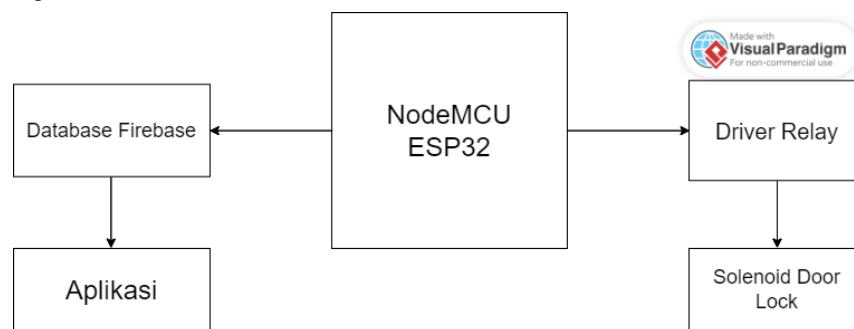 Made with
Visual Paradigm
For non-commercial use
NodeMCU
ESP32
Database Firebase
Driver Relay
Aplikasi
Solenoid Door
Lock